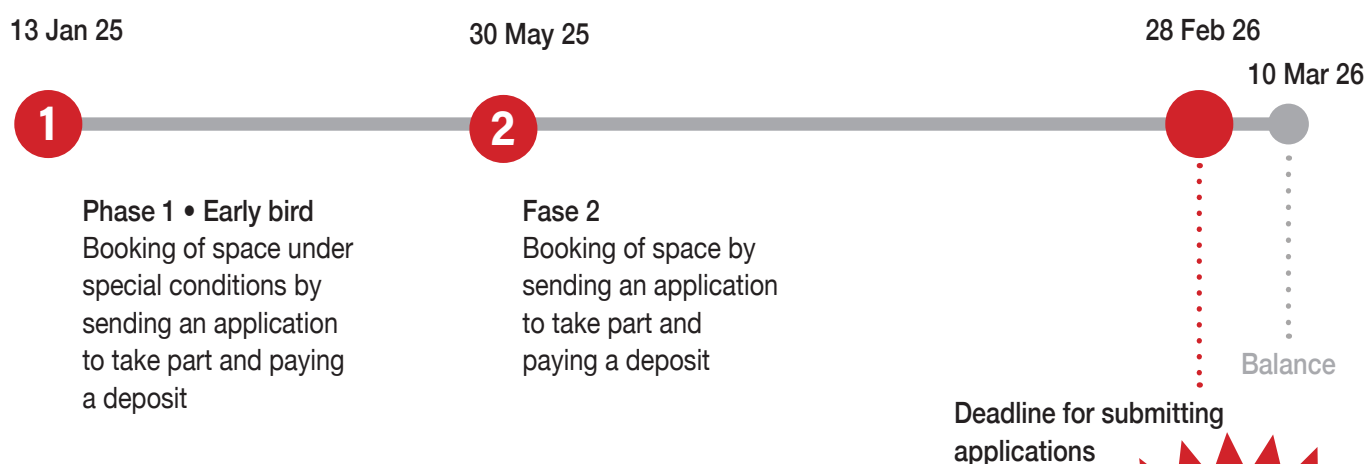 13 Jan 25
30 May 25
28 Feb 26
10 Mar 26
1
2
Phase 1 • Early bird
Booking of space under
special conditions by
sending an application
to take part and paying
a deposit
Fase 2
Booking of space by
sending an application
to take part and
paying a deposit
Balance
Deadline for submitting
applications